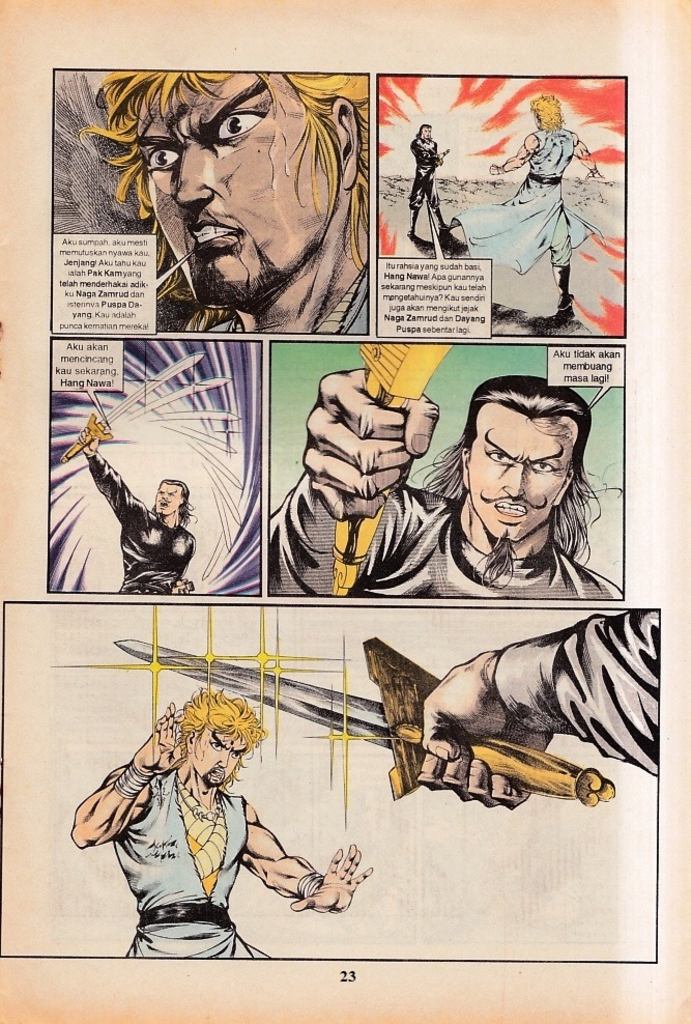 Aku sumpah, aku mesti
memutuskan nyawa kau,
Jenjang! Aku tahu kau
ialah Pak Kam yang
telah menderhakai adik-
ku Naga Zamrud dan
isterinya Puspa Da-
yang. Kau adalah
punca kematian mereka!
Itu rahsia yang sudah basi,
Hang Nawa! Apa gunannya
sekarang meskipun kau telah
mengetahuinya? Kau sendiri
juga akan mengikut jejak
Naga Zamrud dan Dayang
Puspa sebentar lagi.
Aku akan
mencincang
kau sekarang,
Hang Nawa!
Aku tidak akan
membuang
masa lagi!
23